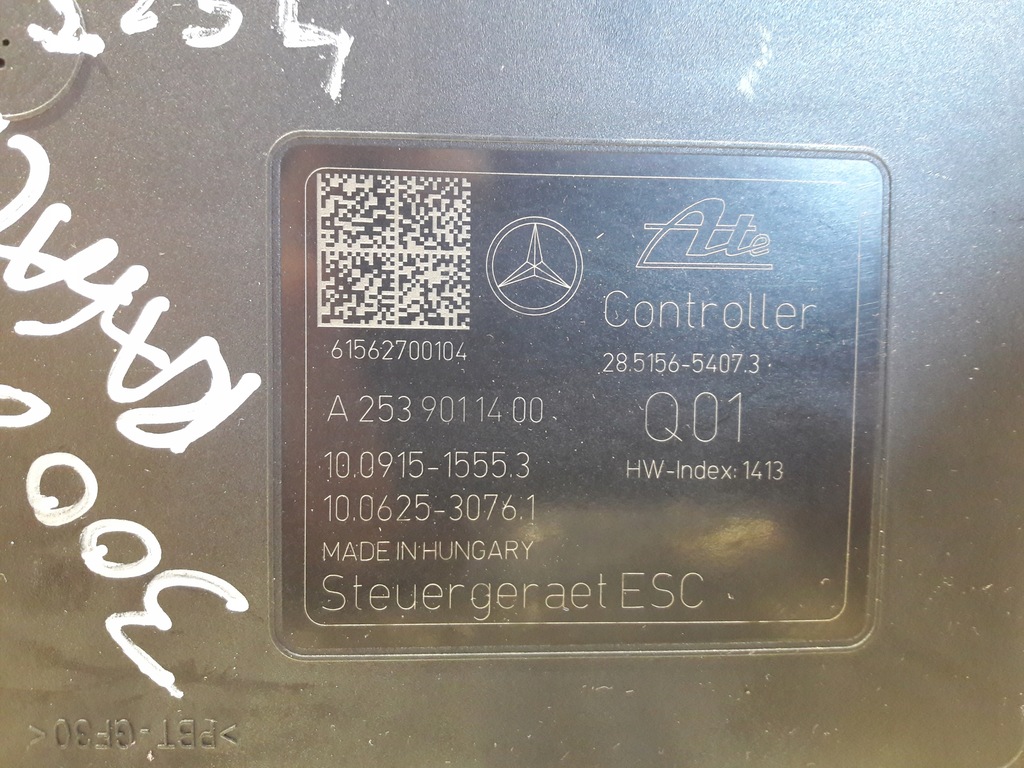 61562700104
Ate
Controller
28.5156-5407.3
A 253 901 14 00
Q01
10.0915-1555.3
HW-Index: 1413
10.0625-3076.1
MADE IN HUNGARY
Steuergeraet ESC
>PBT-GF30<